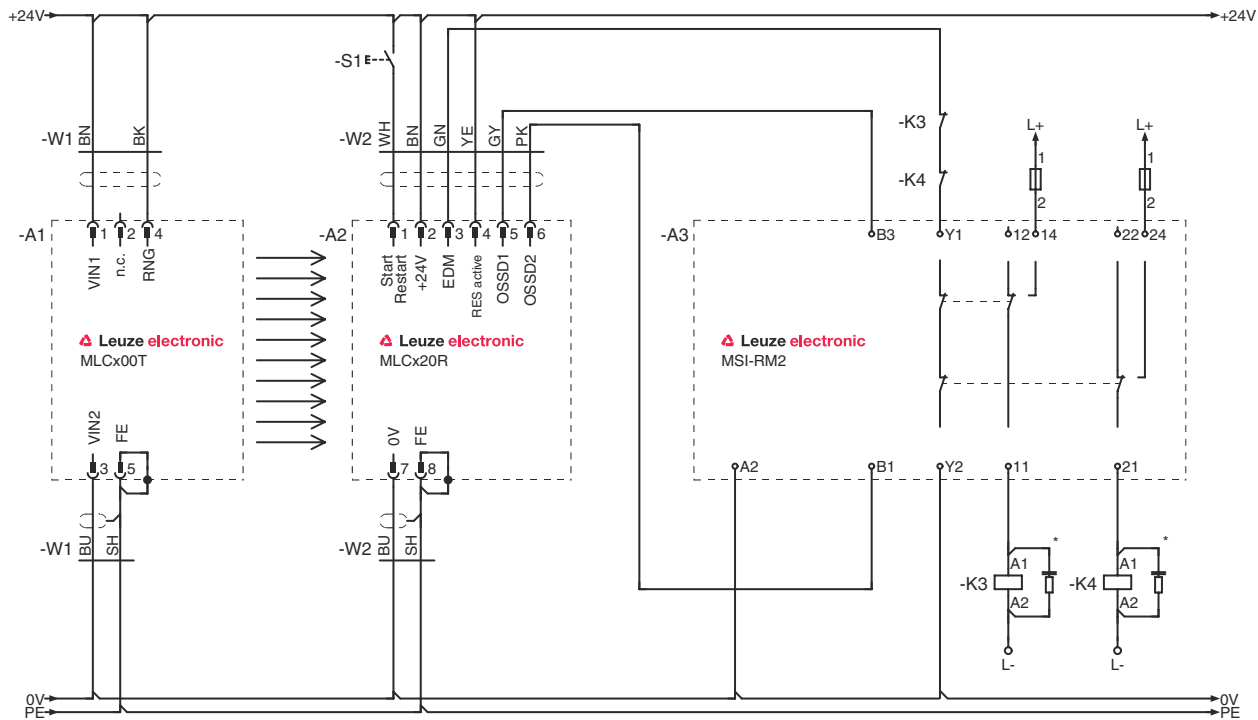 +24V
+24V
-S1
-W1
BN
BK
-W2
WH
BN
GN
YE
GY
PK
-K3
-K4
L+
1
2
L+
1
2
-A1
1
2
4
VIN1
n.c.
RNG
Leuze electronic
MLCx00T
VIN2
FE
3
5
-A2
1
2
3
4
5
6
Start
Restart
+24V
EDM
RES active
OSSD1
OSSD2
Leuze electronic
MLCx20R
0V
FE
7
8
-A3
B3
Y1
12
14
22
24
Leuze electronic
MSI-RM2
A2
B1
Y2
11
21
-W1
BU
SH
-W2
BU
SH
-K3
A1
A2
*
L-
-K4
A1
A2
*
L-
0V
0V
PE
PE